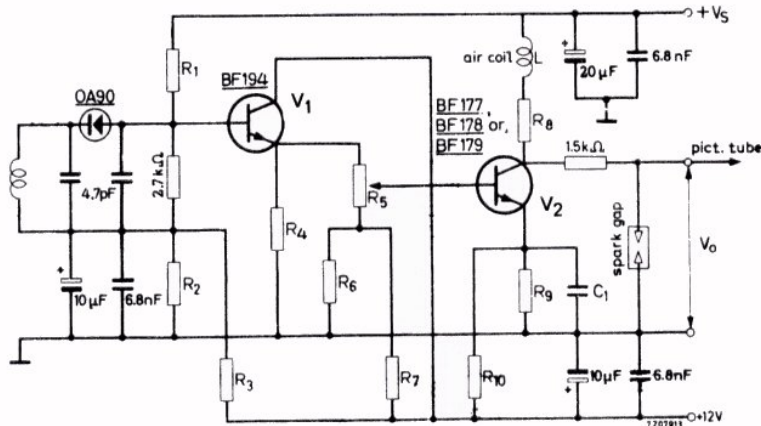 +VS
R1
BF194
V1
OA90
air coil L
20µF
6.8nF
BF177
BF178 or
BF179
R8
1.5kΩ
pict. tube
4.7pF
2.7kΩ
R5
V2
R4
spark gap
Vo
10µF
6.8nF
R2
R6
R9
C1
R3
R7
R10
10µF
6.8nF
+12V